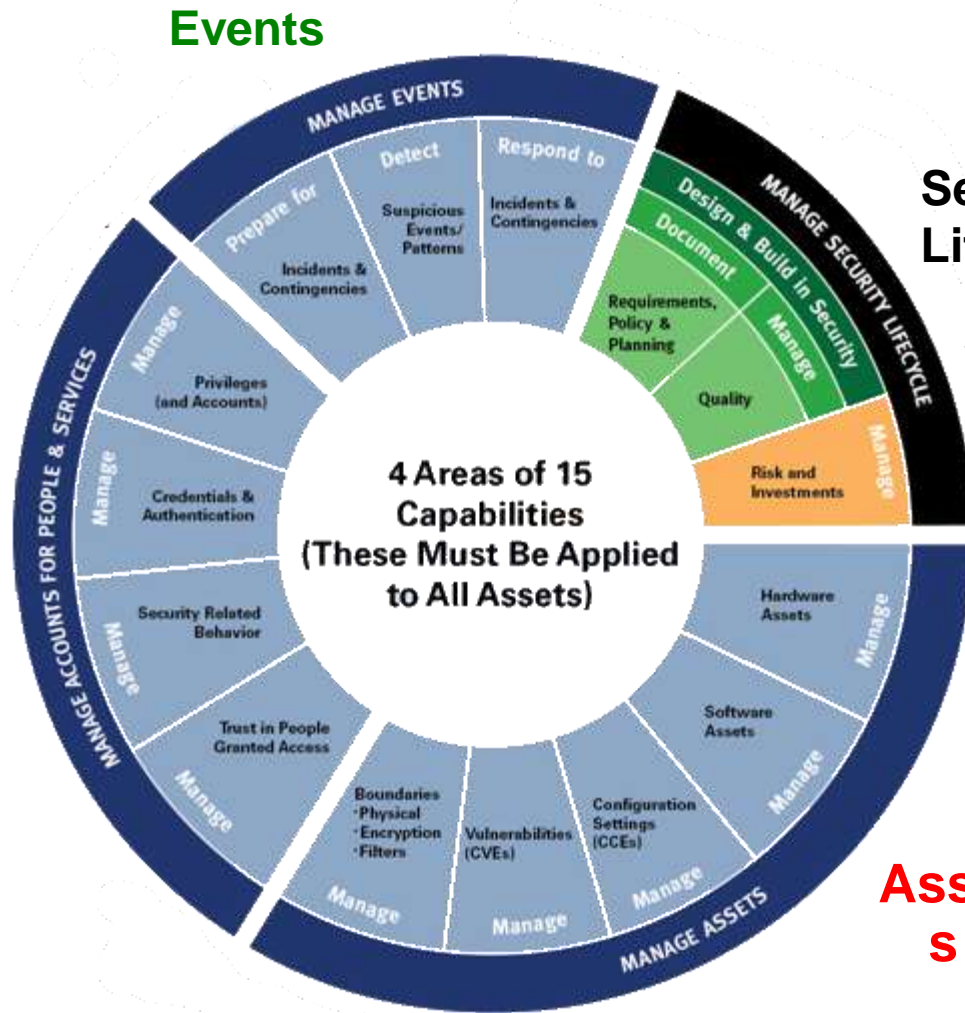 Events
MANAGE EVENTS
Prepare for
Incidents &
Contingencies
Detect
Suspicious
Events/
Patterns
Respond to
Incidents &
Contingencies
Se
Lif
MANAGE SECURITY LIFECYCLE
Design & Build in Security
Document
Requirements,
Policy &
Planning
Manage
Quality
Manage
Risk and
Investments
4 Areas of 15
Capabilities
(These Must Be Applied
to All Assets)
MANAGE ACCOUNTS FOR PEOPLE & SERVICES
Manage
Privileges
(and Accounts)
Manage
Credentials &
Authentication
Manage
Security Related
Behavior
Manage
Trust in People
Granted Access
MANAGE ASSETS
Hardware
Assets
Manage
Software
Assets
Manage
Configuration
Settings
(CCEs)
Manage
Vulnerabilities
(CVEs)
Manage
Boundaries
·Physical
·Encryption
·Filters
Manage
Ass
s